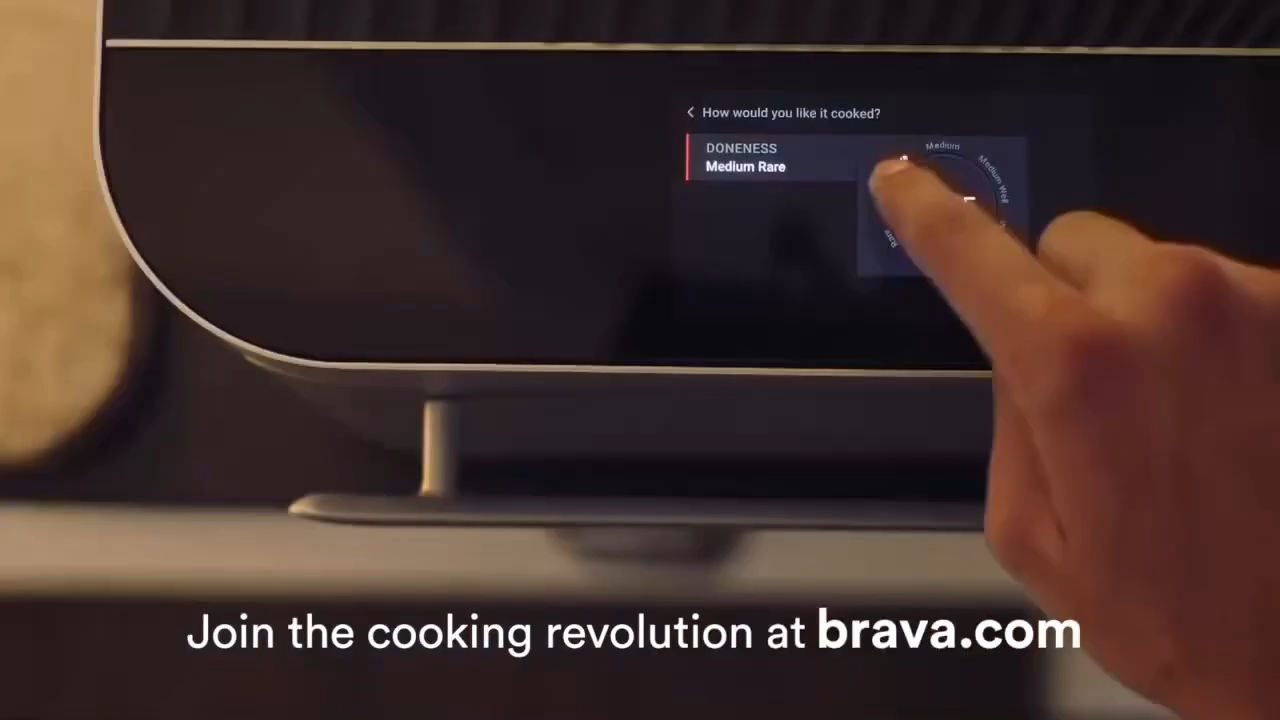 How would you like it cooked?
DONENESS
Medium Rare
Medium
Medium Well
Rare
Join the cooking revolution at brava.com